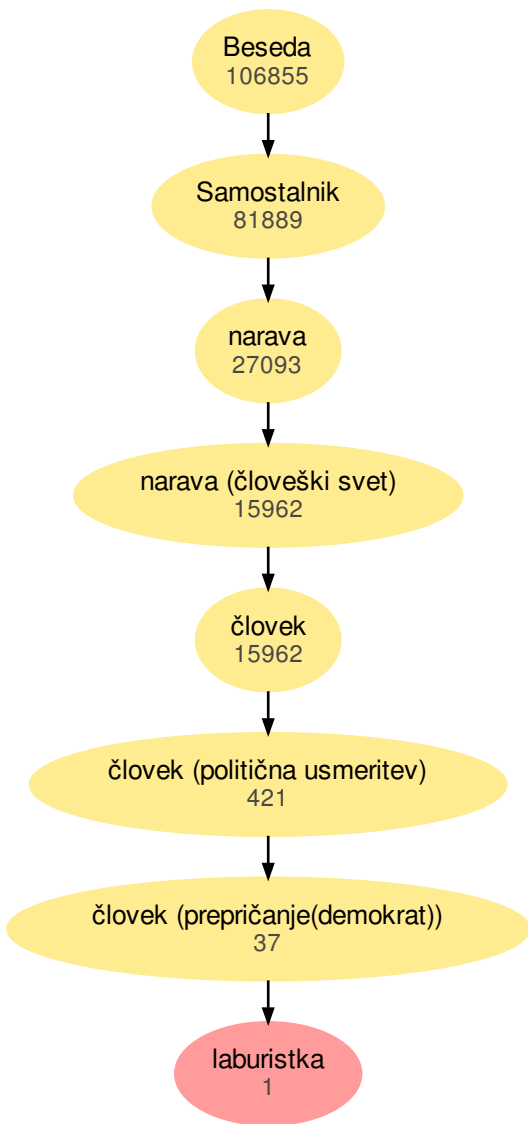 Beseda
106855
Samostalnik
81889
narava
27093
narava (človeški svet)
15962
človek
15962
človek (politična usmeritev)
421
človek (prepričanje(demokrat))
37
laburistka
1